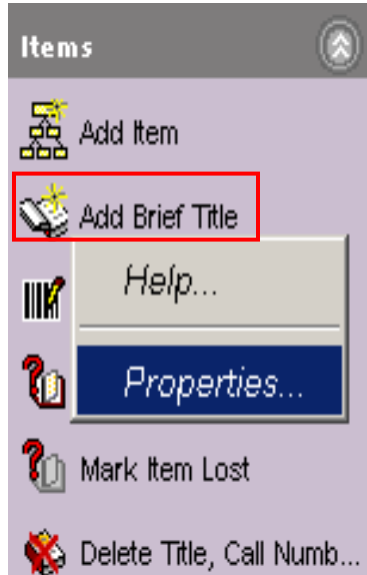 Items
Add Item
Add Brief Title
Help...
Properties...
Mark Item Lost
Delete Title, Call Numb...